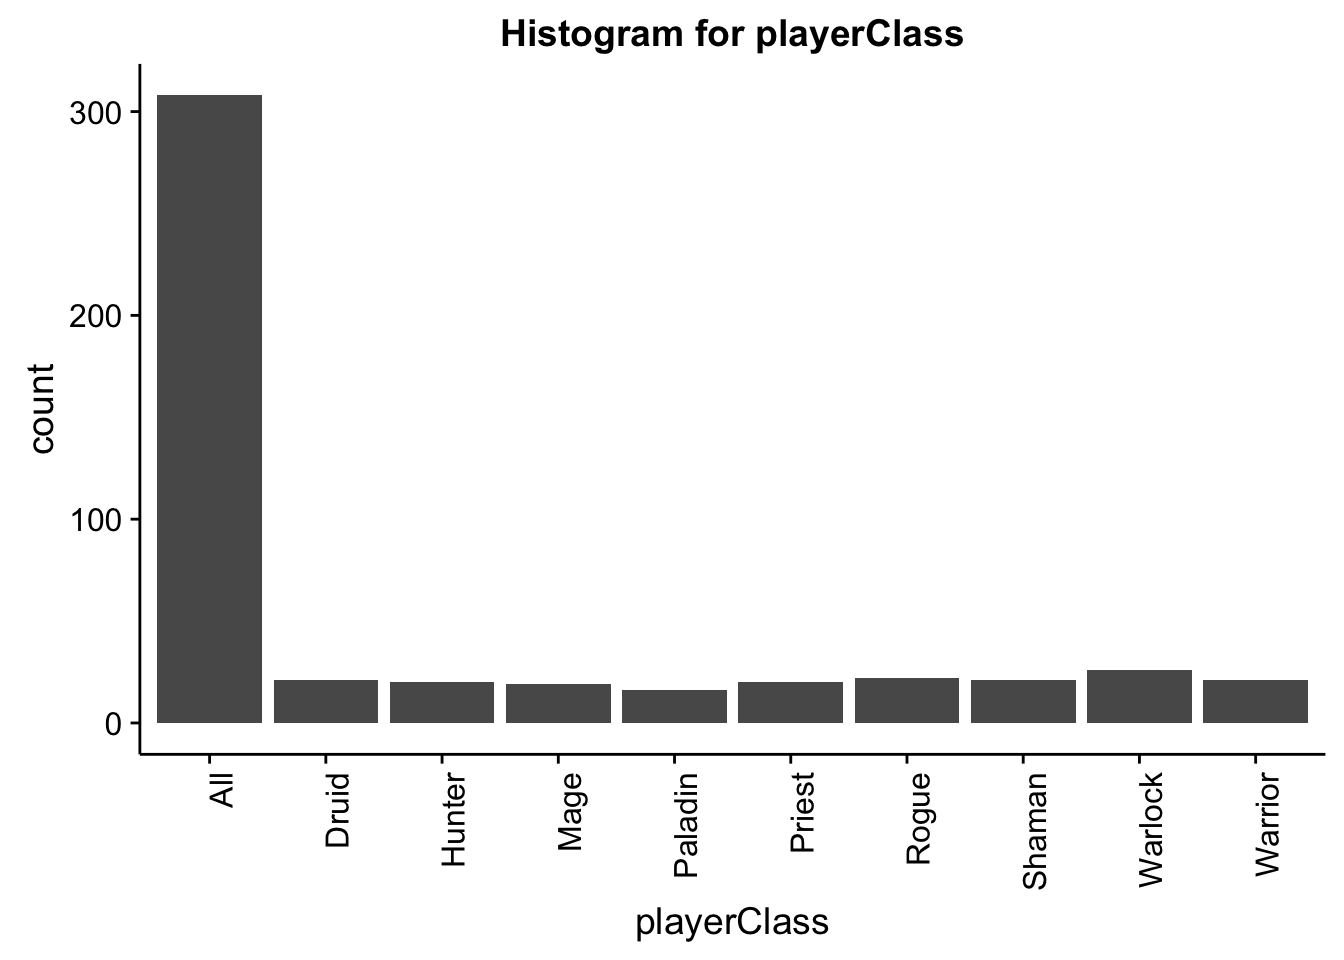 Histogram for playerClass
300
200
100
0
count
All
Druid
Hunter
Mage
Paladin
Priest
Rogue
Shaman
Warlock
Warrior
playerClass